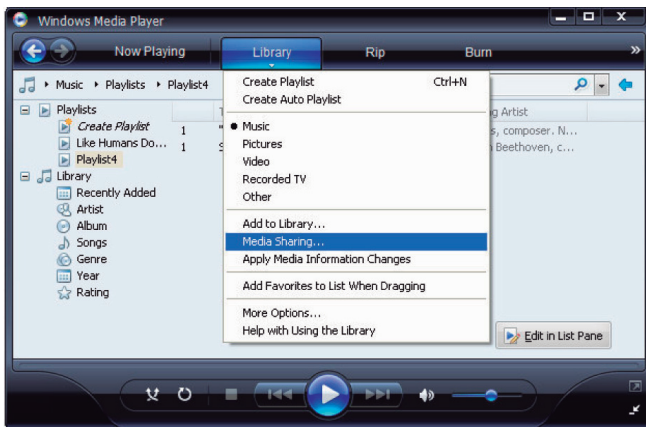 Windows Media Player
Now Playing Library Rip Burn »
Music Playlists Playlist4
Create Playlist Ctrl+N
Create Auto Playlist
Music
Pictures
Video
Recorded TV
Other
Add to Library...
Media Sharing...
Apply Media Information Changes
Add Favorites to List When Dragging
More Options...
Help with Using the Library
Playlists
Create Playlist 1
Like Humans Do... 1
Playlist4
Library
Recently Added
Artist
Album
Songs
Genre
Year
Rating
ng Artist
s, composer. N...
Beethoven, c...
Edit in List Pane